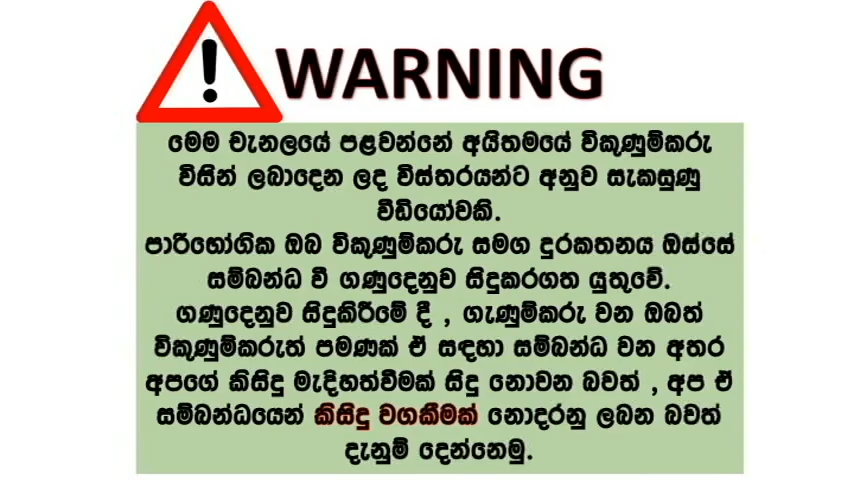 WARNING
මෙම චැනලයේ පළවන්නේ අයිතමයේ විකුණුම්කරු
විසින් ලබාදෙන ලද විස්තරයන්ට අනුව සැකසුණු
වීඩියෝවකි.
පාරිභෝගික ඔබ විකුණුම්කරු සමග දුරකතනය ඔස්සේ
සම්බන්ධ වී ගණුදෙනුව සිදුකරගත යුතුවේ.
ගණුදෙනුව සිදුකිරීමේ දී , ගැණුම්කරු වන ඔබත්
විකුණුම්කරුත් පමණක් ඒ සඳහා සම්බන්ධ වන අතර
අපගේ කිසිදු මැදිහත්වීමක් සිදු නොවන බවත් , අප ඒ
සම්බන්ධයෙන් කිසිදු වගකීමක් නොදරනු ලබන බවත්
දැනුම් දෙන්නෙමු.